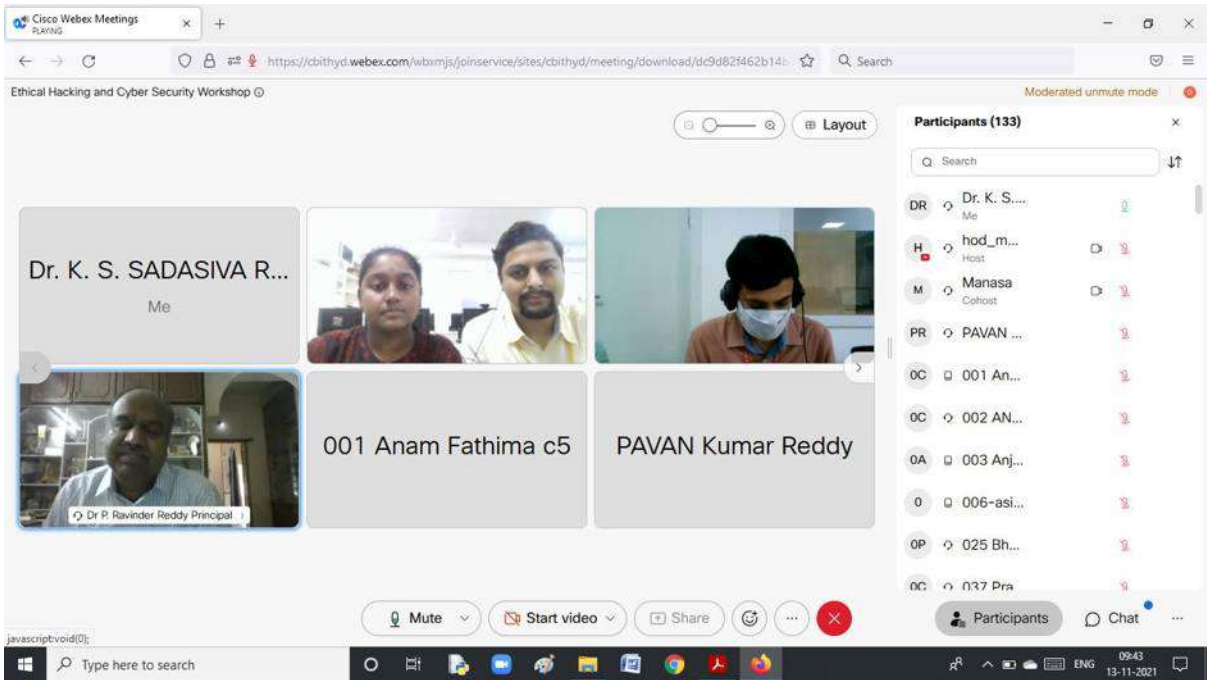 Cisco Webex Meetings
PLAYING
https://cbithyd.webex.com/wbxmjs/joinservice/sites/cbithyd/meeting/download/dc9d82f462b14b
Search
Ethical Hacking and Cyber Security Workshop
Moderated unmute mode
Layout
Participants (133)
Search
Dr. K. S. SADASIVA R...
Me
Dr P. Ravinder Reddy Principal
001 Anam Fathima c5
PAVAN Kumar Reddy
DR Dr. K. S....
Me
H hod_m...
Host
M Manasa
Cohost
PR PAVAN ...
0C 001 An...
0C 002 AN...
0A 003 Anj...
0 006-asi...
0P 025 Bh...
0C 037 Pra
Mute
Start video
Share
Participants
Chat
javascript:void(0);
Type here to search
ENG
09:43
13-11-2021